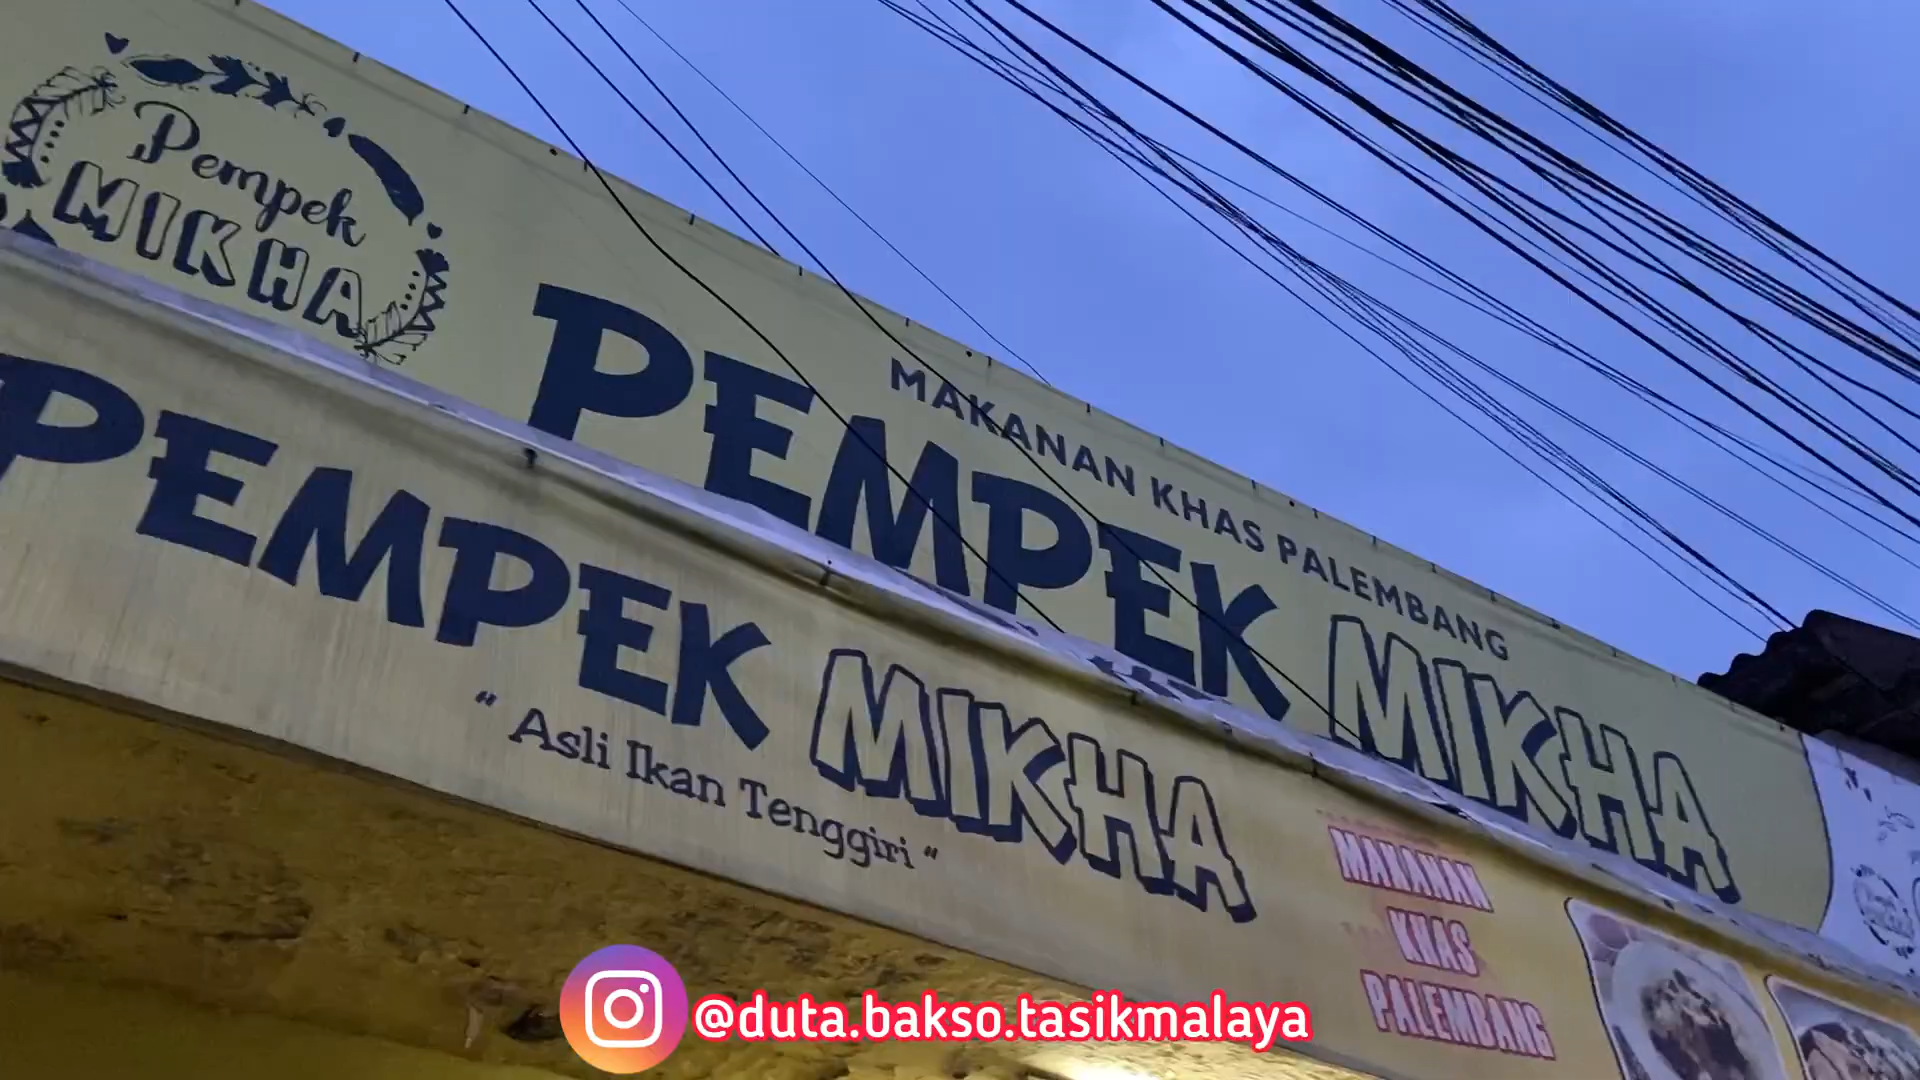 Pempek
MIKHA
MAKANAN KHAS PALEMBANG
PEMPEK MIKHA
PEMPEK MIKHA
“ Asli Ikan Tenggiri “
MAKANAN
KHAS
PALEMBANG
@duta.bakso.tasikmalaya